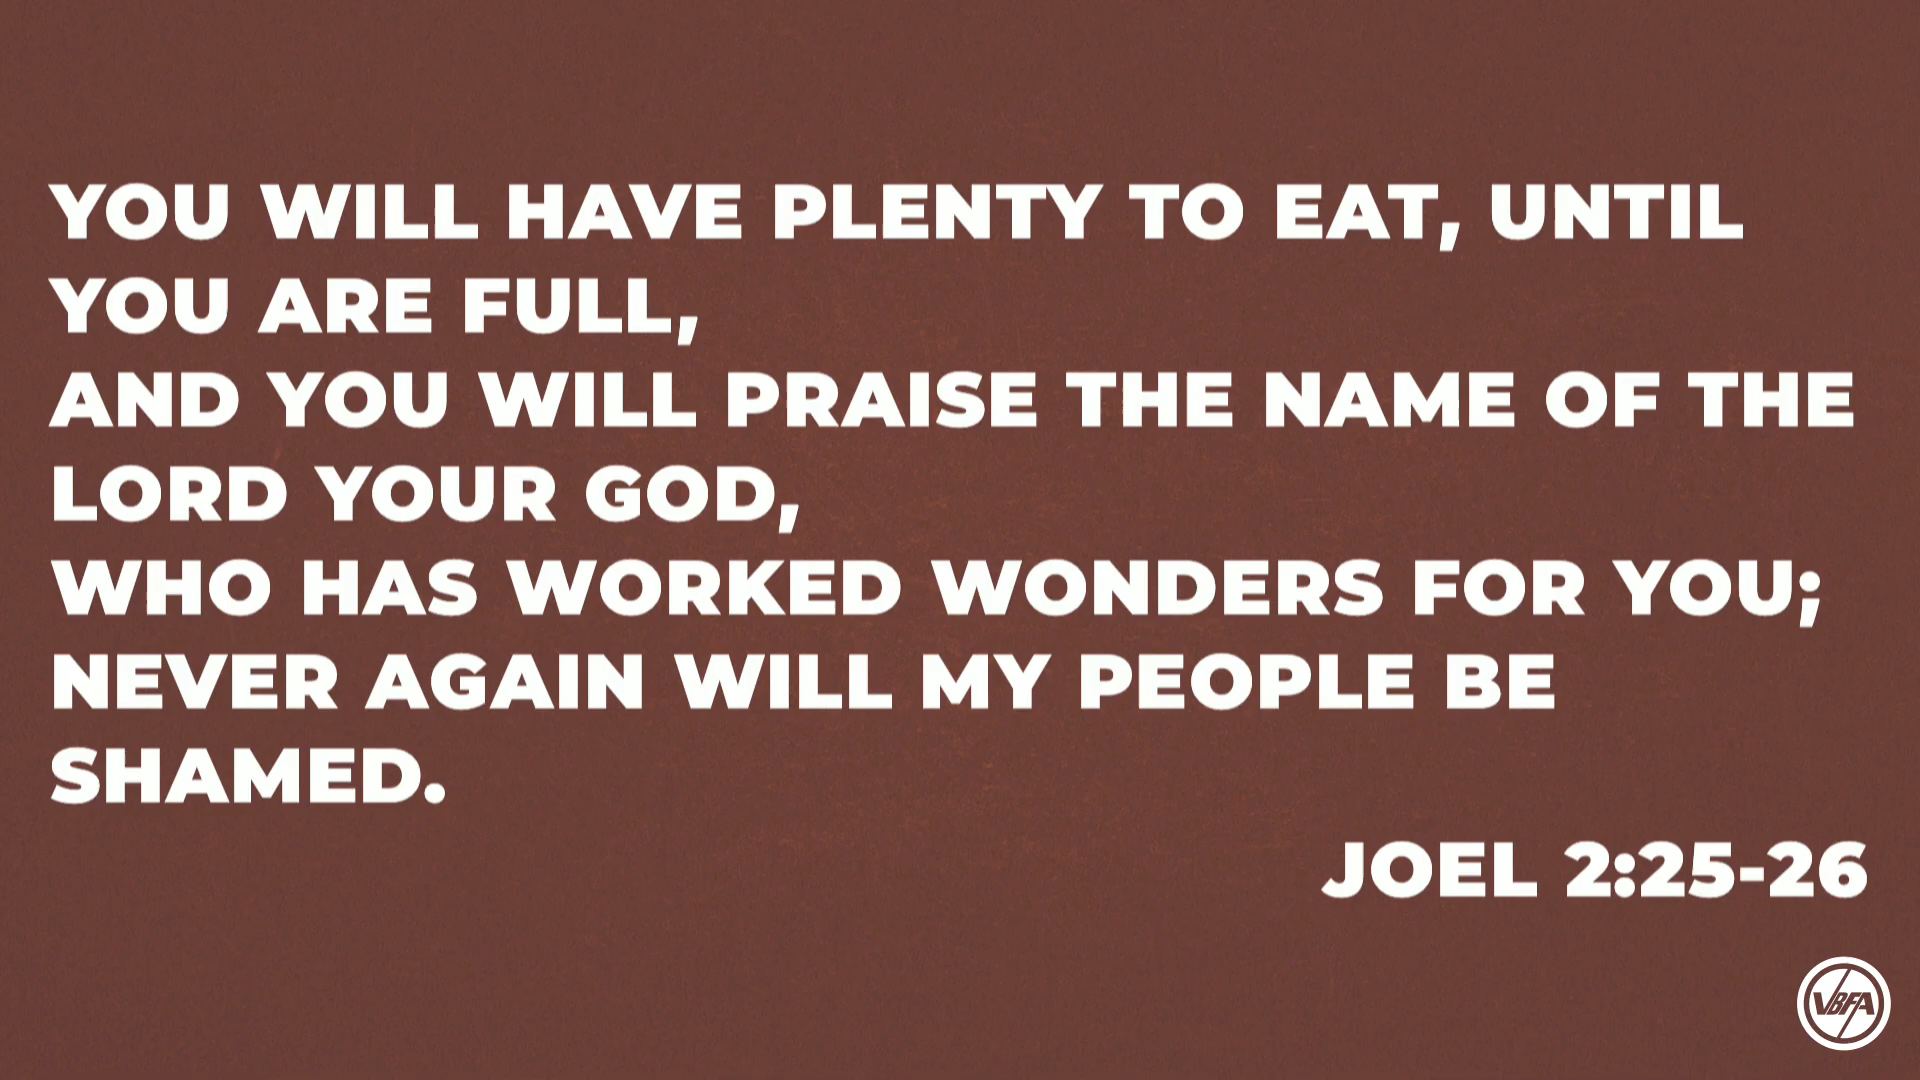 YOU WILL HAVE PLENTY TO EAT, UNTIL
YOU ARE FULL,
AND YOU WILL PRAISE THE NAME OF THE
LORD YOUR GOD,
WHO HAS WORKED WONDERS FOR YOU;
NEVER AGAIN WILL MY PEOPLE BE
SHAMED.
JOEL 2:25-26
VBFA